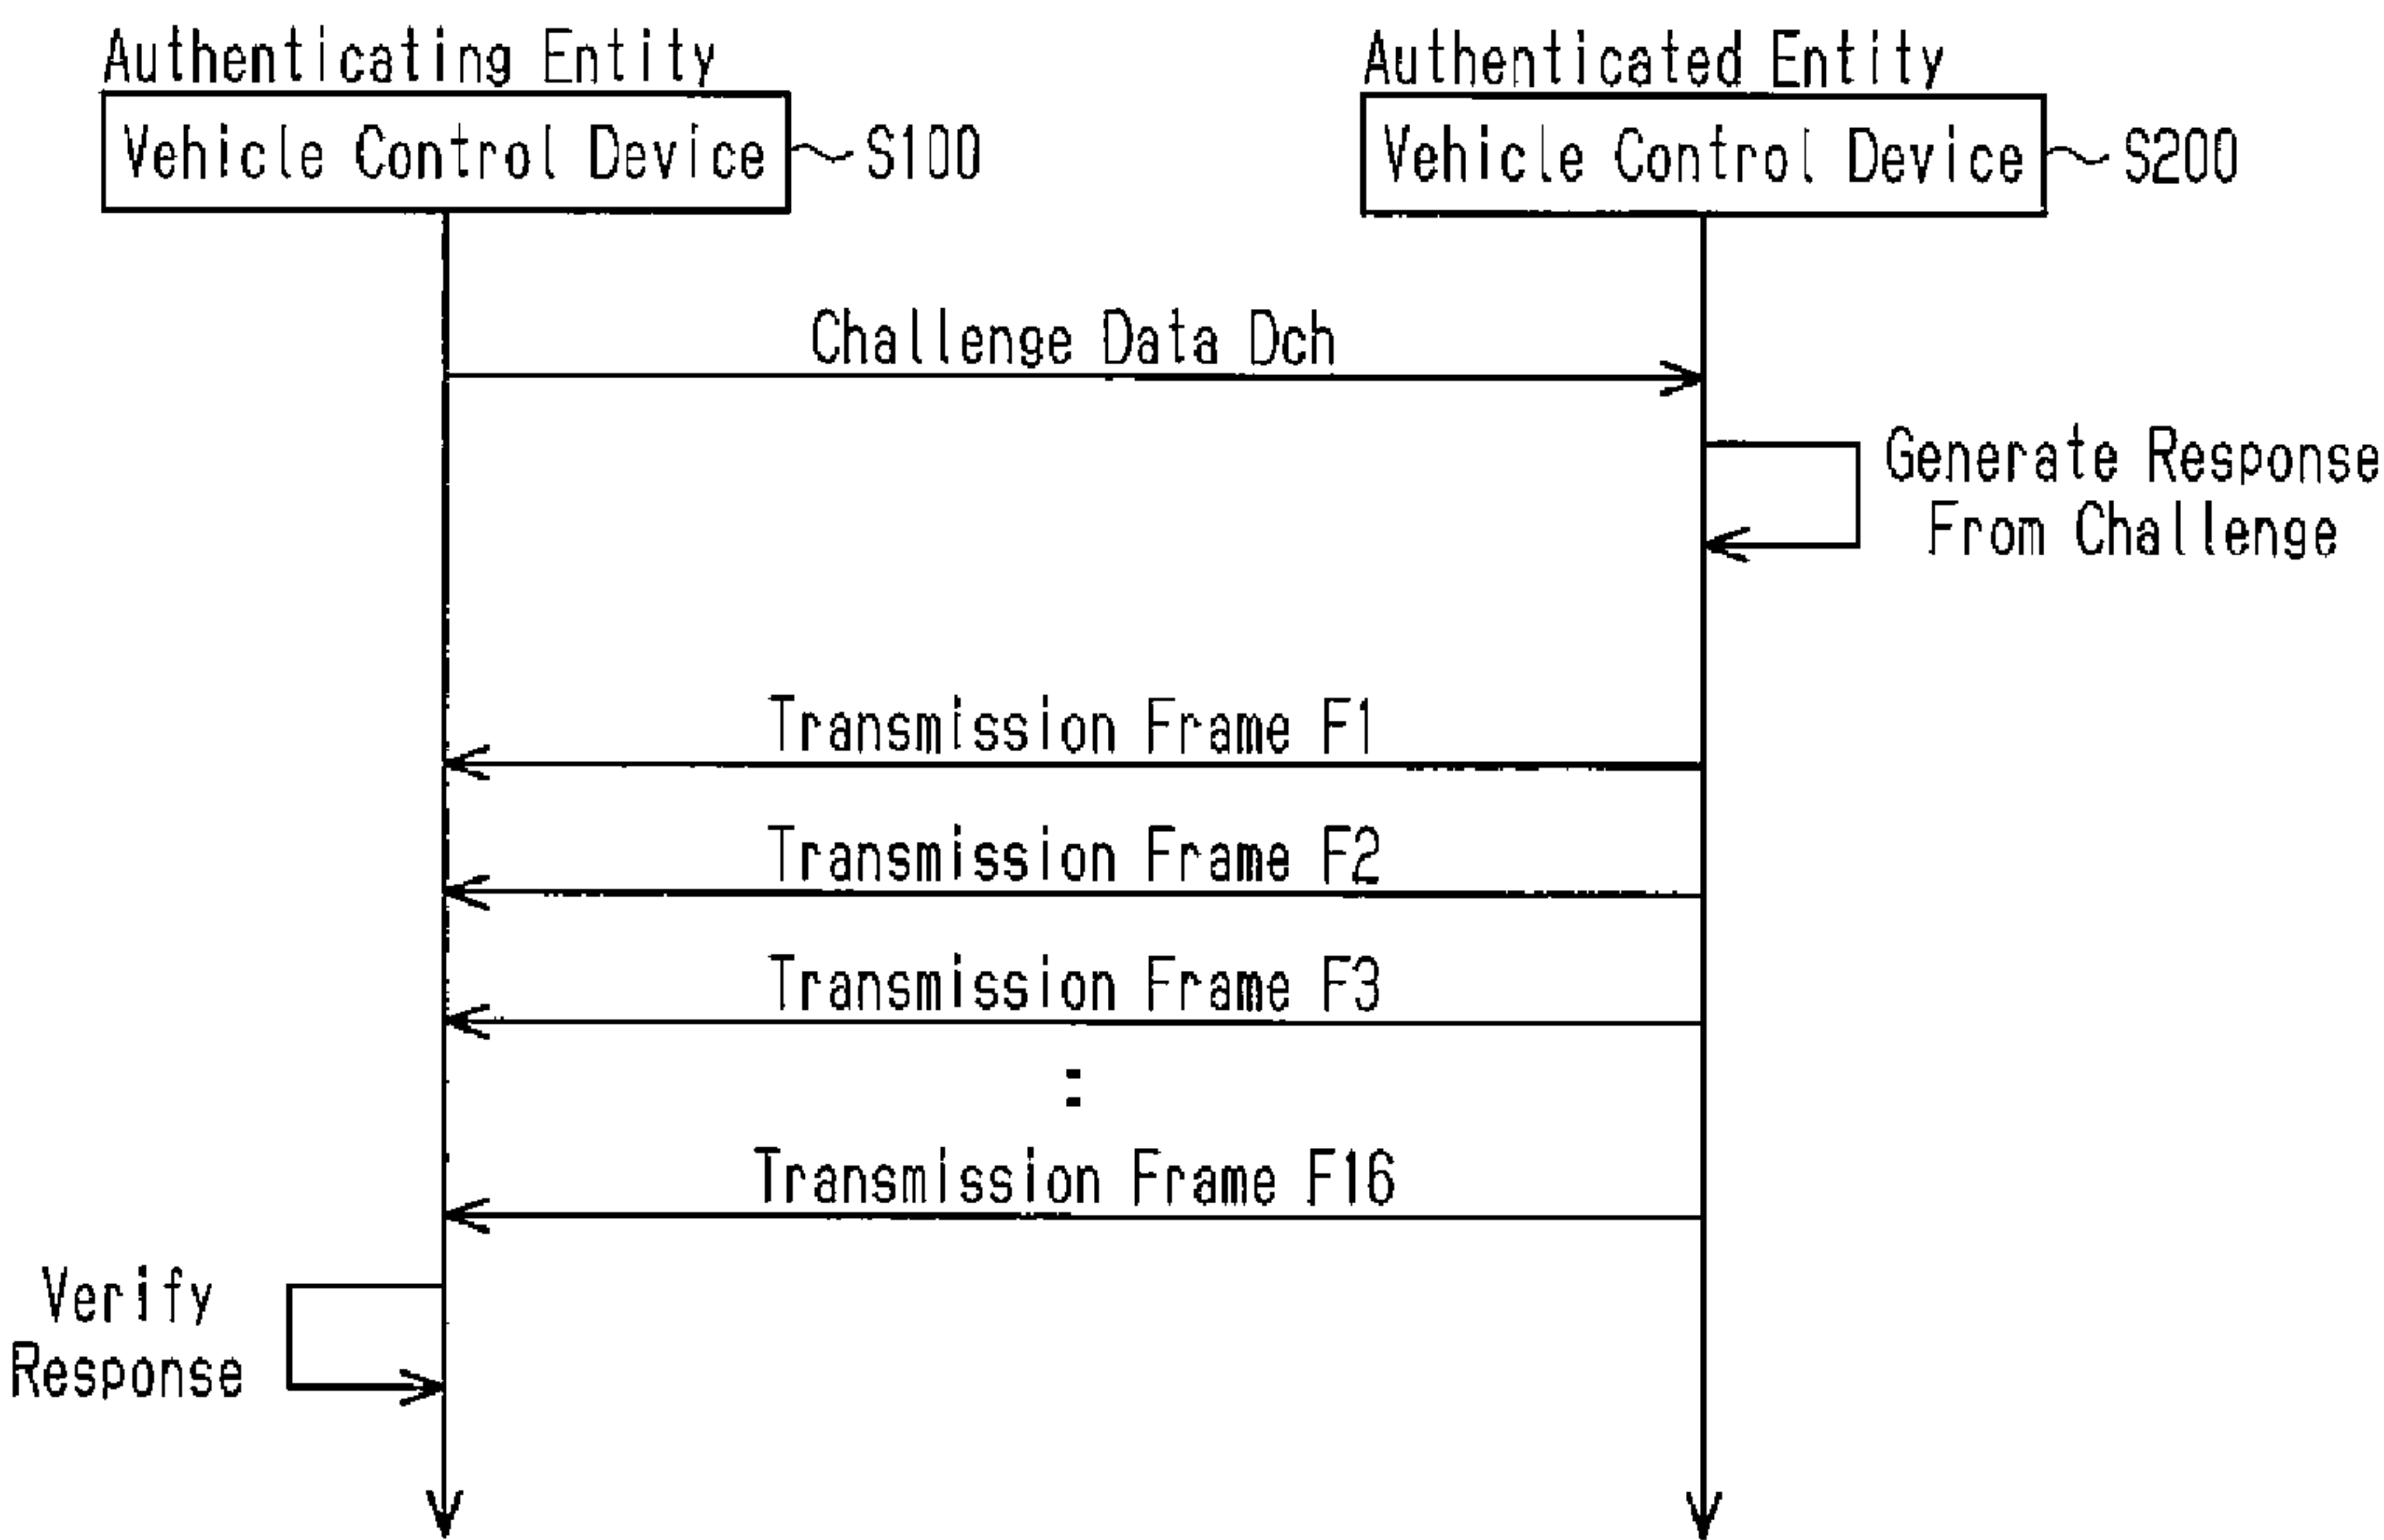 Authenticating Entity
Vehicle Control Device
S100
Authenticated Entity
Vehicle Control Device
S200
Challenge Data Dch
Generate Response
From Challenge
Transmission Frame F1
Transmission Frame F2
Transmission Frame F3
:
Transmission Frame F16
Verify
Response